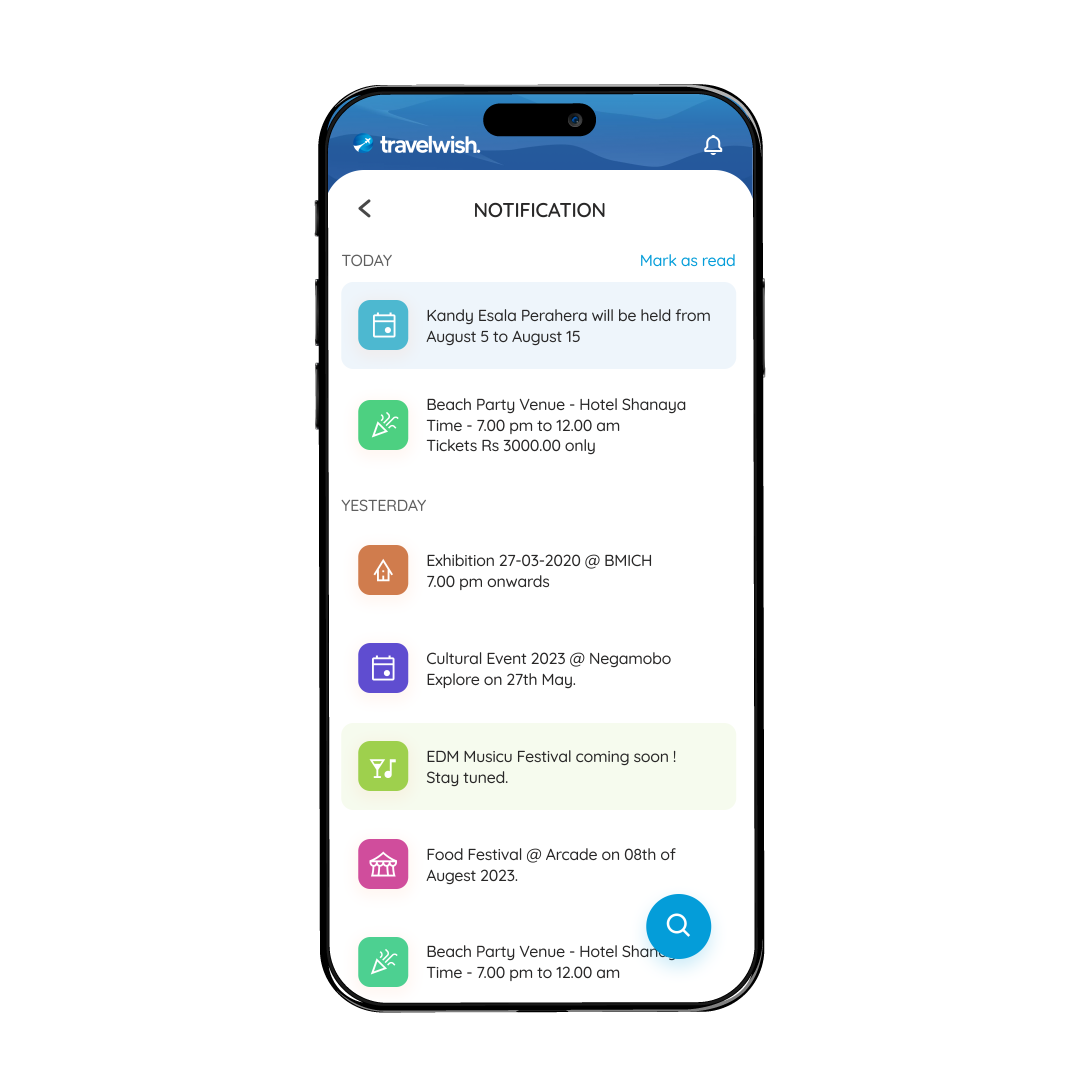 travelwish.
NOTIFICATION
TODAY
Mark as read
Kandy Esala Perahera will be held from
August 5 to August 15
Beach Party Venue - Hotel Shanaya
Time - 7.00 pm to 12.00 am
Tickets Rs 3000.00 only
YESTERDAY
Exhibition 27-03-2020 @ BMICH
7.00 pm onwards
Cultural Event 2023 @ Negamobo
Explore on 27th May.
EDM Musicu Festival coming soon !
Stay tuned.
Food Festival @ Arcade on 08th of
Augest 2023.
Beach Party Venue - Hotel
Time - 7.00 pm to 12.00 am